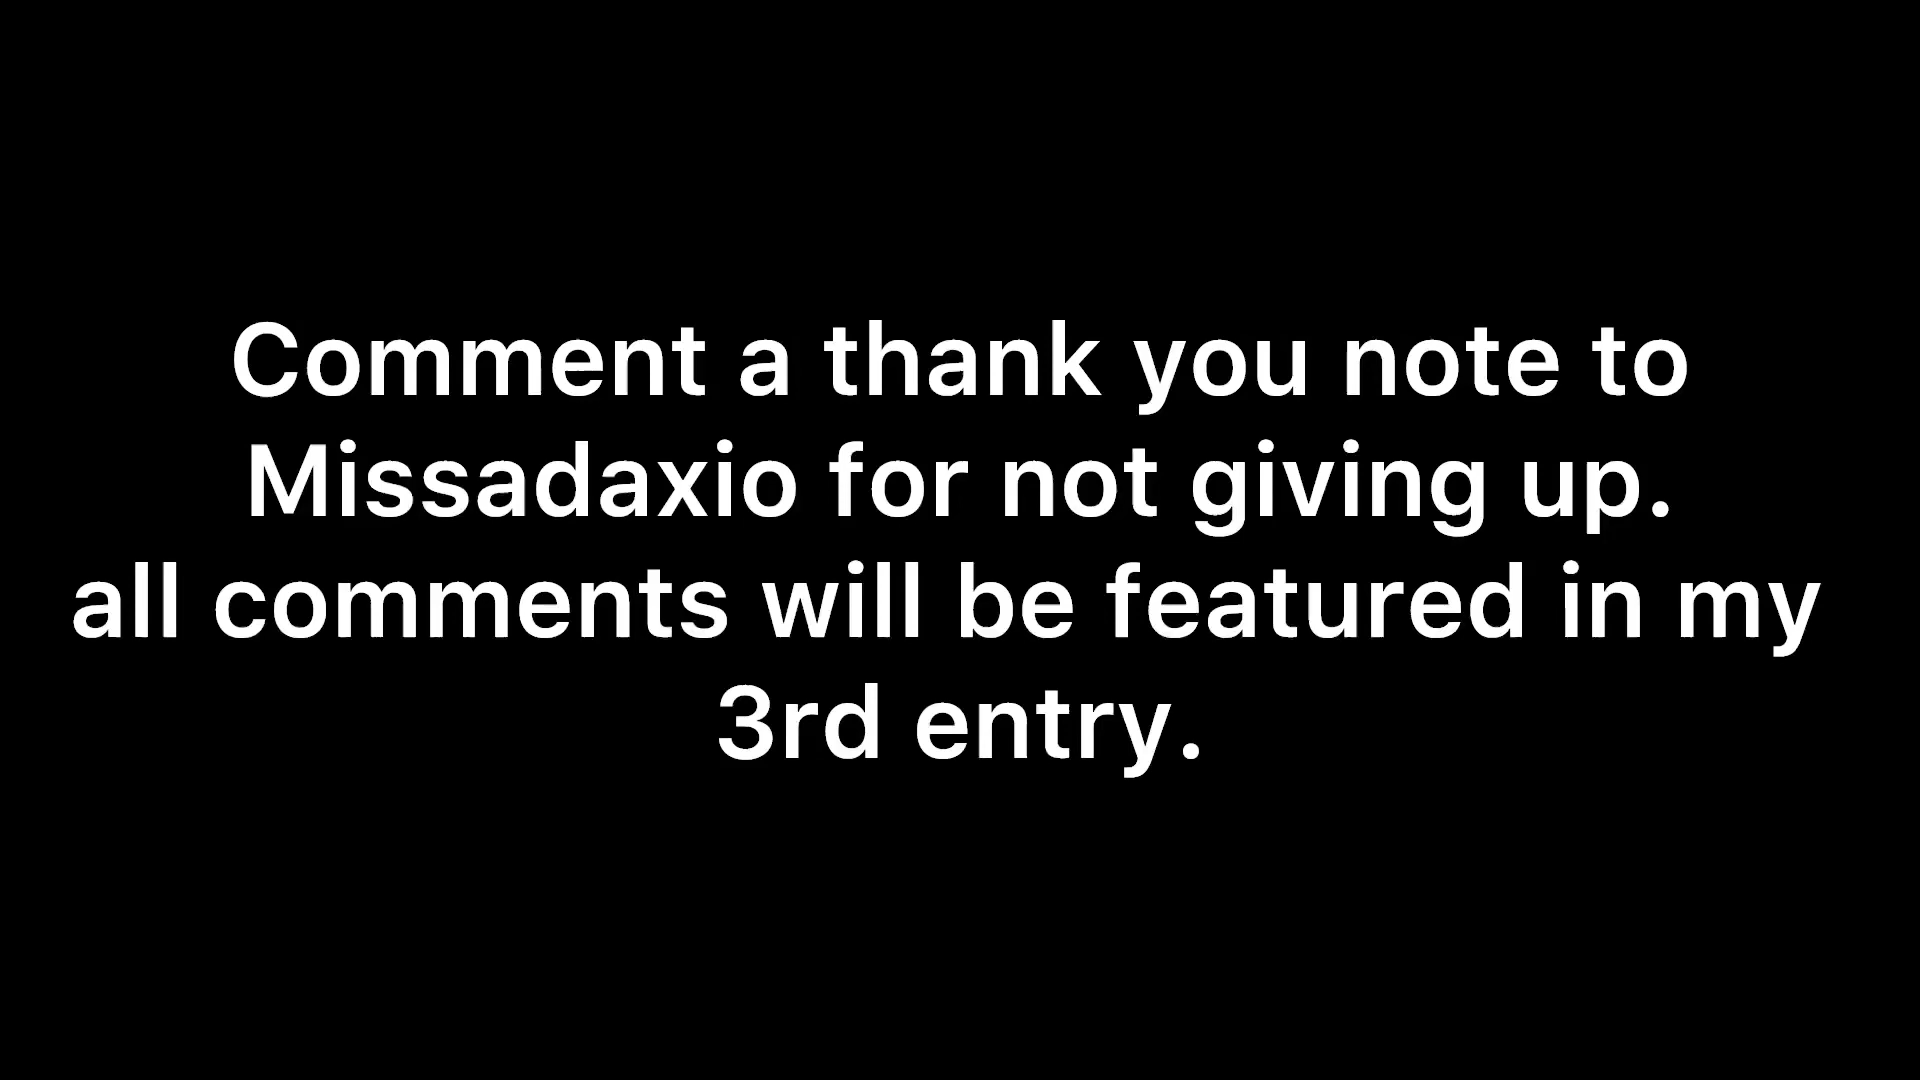 Comment a thank you note to
Missadaxio for not giving up.
all comments will be featured in my
3rd entry.